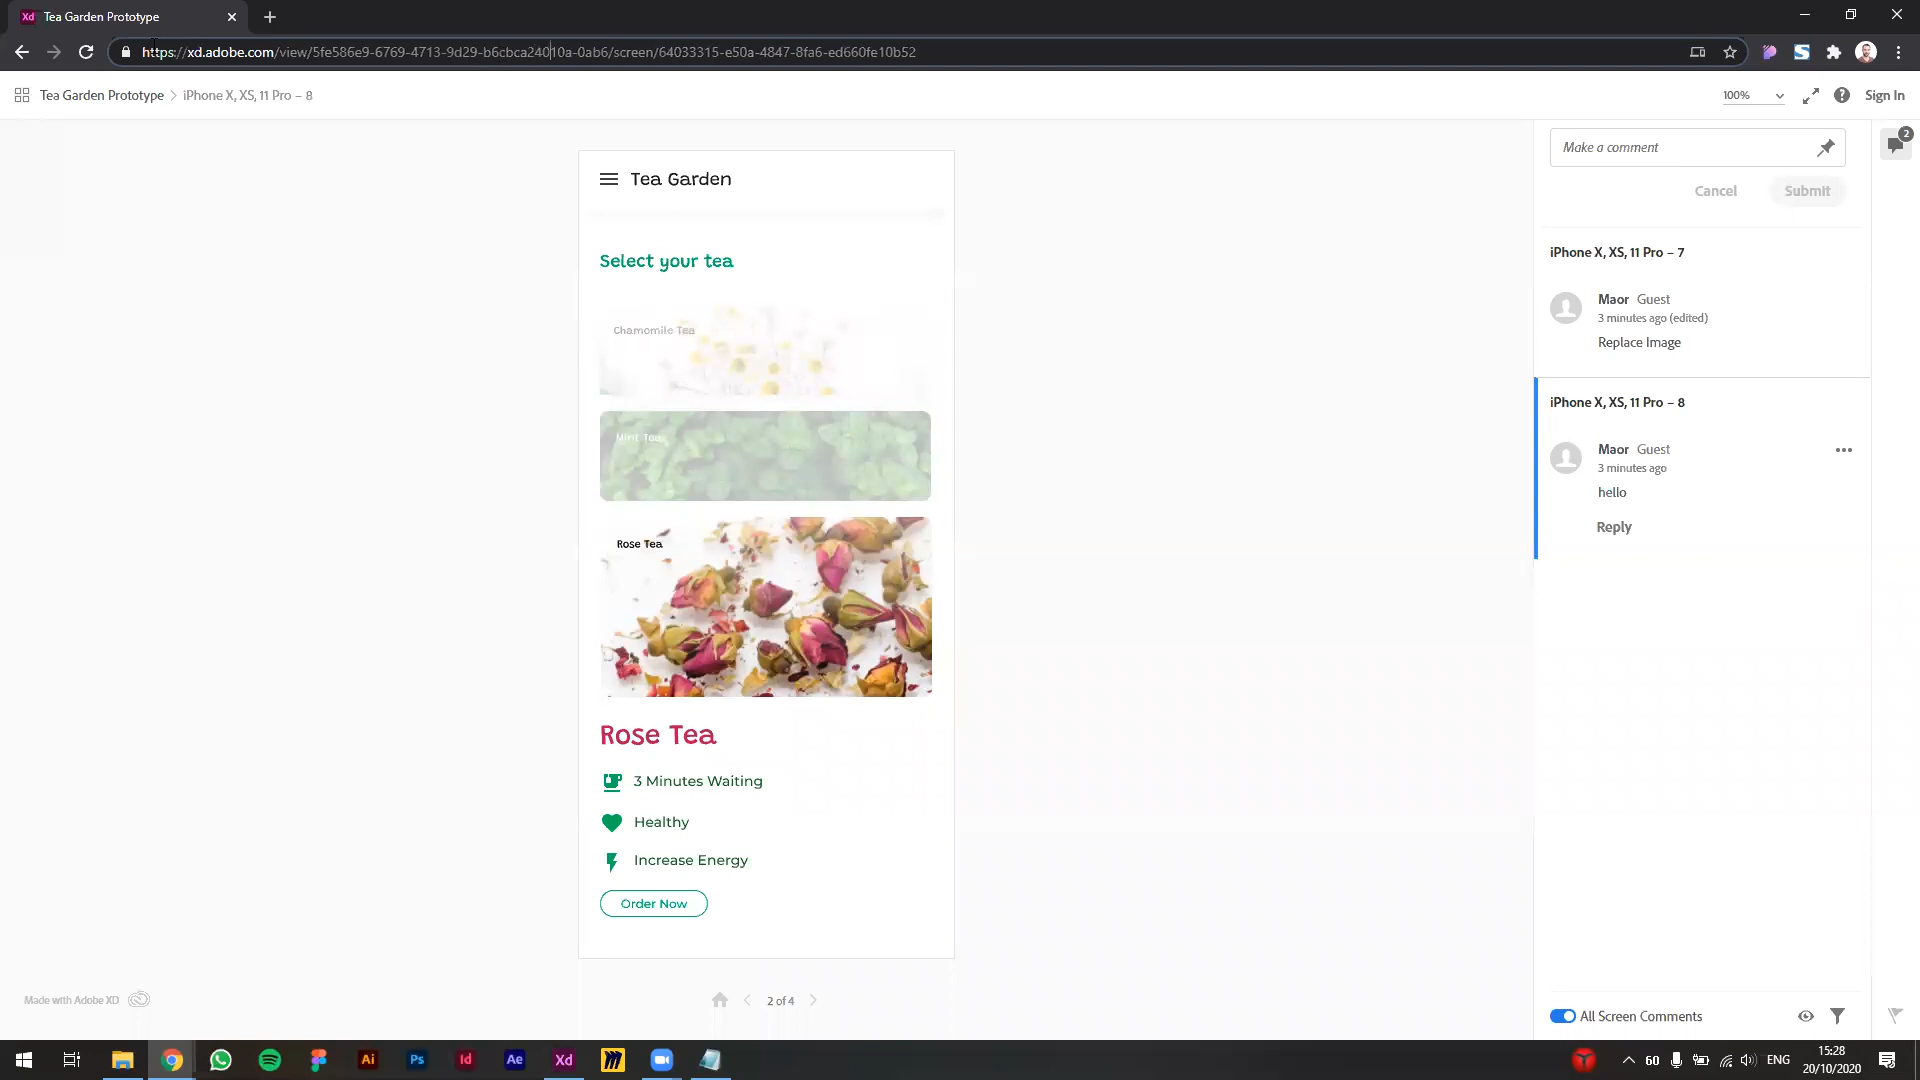 Xd Tea Garden Prototype
https://xd.adobe.com/view/5fe586e9-6769-4713-9d29-b6cbca24010a-0ab6/screen/64033315-e50a-4847-8fa6-ed660fe10b52
Tea Garden Prototype > iPhone X, XS, 11 Pro – 8
100%
Sign In
Tea Garden
Select your tea
Chamomile Tea
Mint Tea
Rose Tea
Rose Tea
3 Minutes Waiting
Healthy
Increase Energy
Order Now
Made with Adobe XD
2 of 4
Make a comment
2
Cancel
Submit
iPhone X, XS, 11 Pro – 7
Maor Guest
3 minutes ago (edited)
Replace Image
iPhone X, XS, 11 Pro – 8
Maor Guest
3 minutes ago
hello
Reply
All Screen Comments
Ai
Ps
Id
Ae
Xd
60
ENG
15:28
20/10/2020